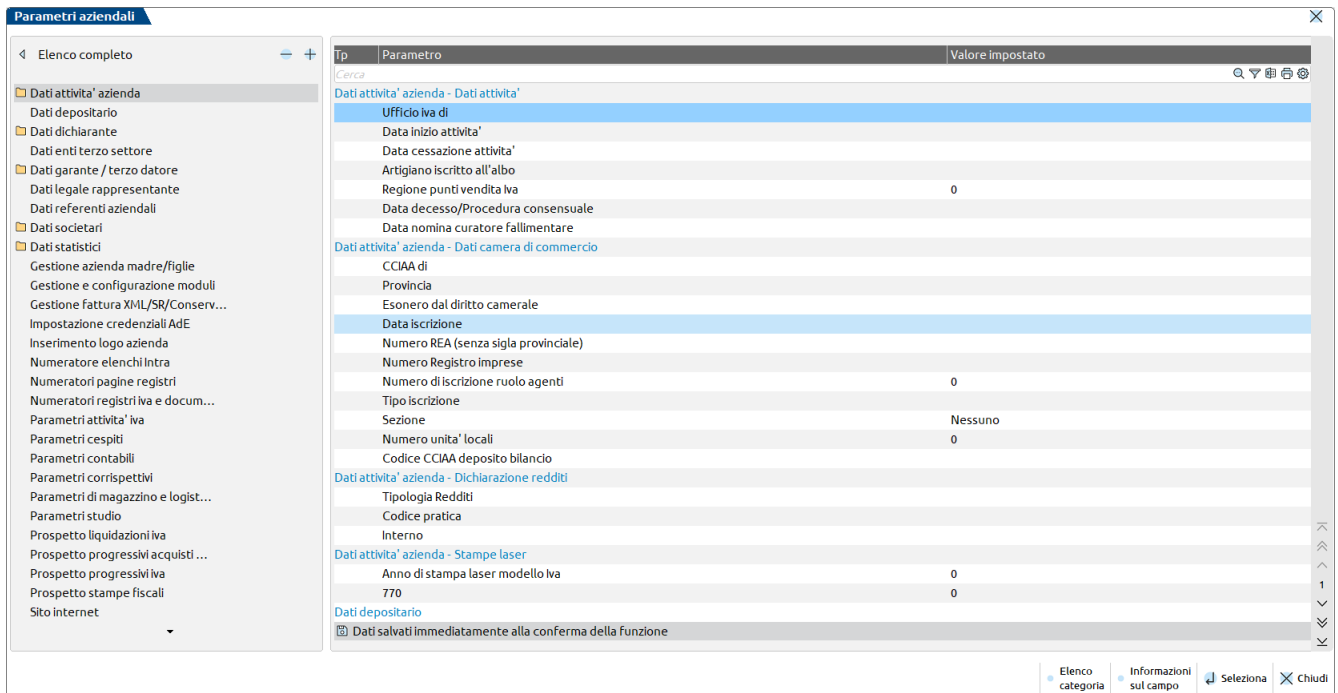 Parametri aziendali
Elenco completo
Dati attivita' azienda
Dati depositario
Dati dichiarante
Dati enti terzo settore
Dati garante / terzo datore
Dati legale rappresentante
Dati referenti aziendali
Dati societari
Dati statistici
Gestione azienda madre/figlie
Gestione e configurazione moduli
Gestione fattura XML/SR/Conserv...
Impostazione credenziali AdE
Inserimento logo azienda
Numeratore elenchi Intra
Numeratori pagine registri
Numeratori registri iva e docum...
Parametri attivita' iva
Parametri cespiti
Parametri contabili
Parametri corrispettivi
Parametri di magazzino e logist...
Parametri studio
Prospetto liquidazioni iva
Prospetto progressivi acquisti ...
Prospetto progressivi iva
Prospetto stampe fiscali
Sito internet
Tp Parametro Valore impostato
Cerca
Dati attivita' azienda - Dati attivita'
Ufficio iva di
Data inizio attivita'
Data cessazione attivita'
Artigiano iscritto all'albo
Regione punti vendita Iva 0
Data decesso/Procedura consensuale
Data nomina curatore fallimentare
Dati attivita' azienda - Dati camera di commercio
CCIAA di
Provincia
Esonero dal diritto camerale
Data iscrizione
Numero REA (senza sigla provinciale)
Numero Registro imprese
Numero di iscrizione ruolo agenti 0
Tipo iscrizione
Sezione Nessuno
Numero unita' locali 0
Codice CCIAA deposito bilancio
Dati attivita' azienda - Dichiarazione redditi
Tipologia Redditi
Codice pratica
Interno
Dati attivita' azienda - Stampe laser
Anno di stampa laser modello Iva 0
770 0
Dati depositario
Dati salvati immediatamente alla conferma della funzione
1
Elenco categoria
Informazioni sul campo
Seleziona
Chiudi